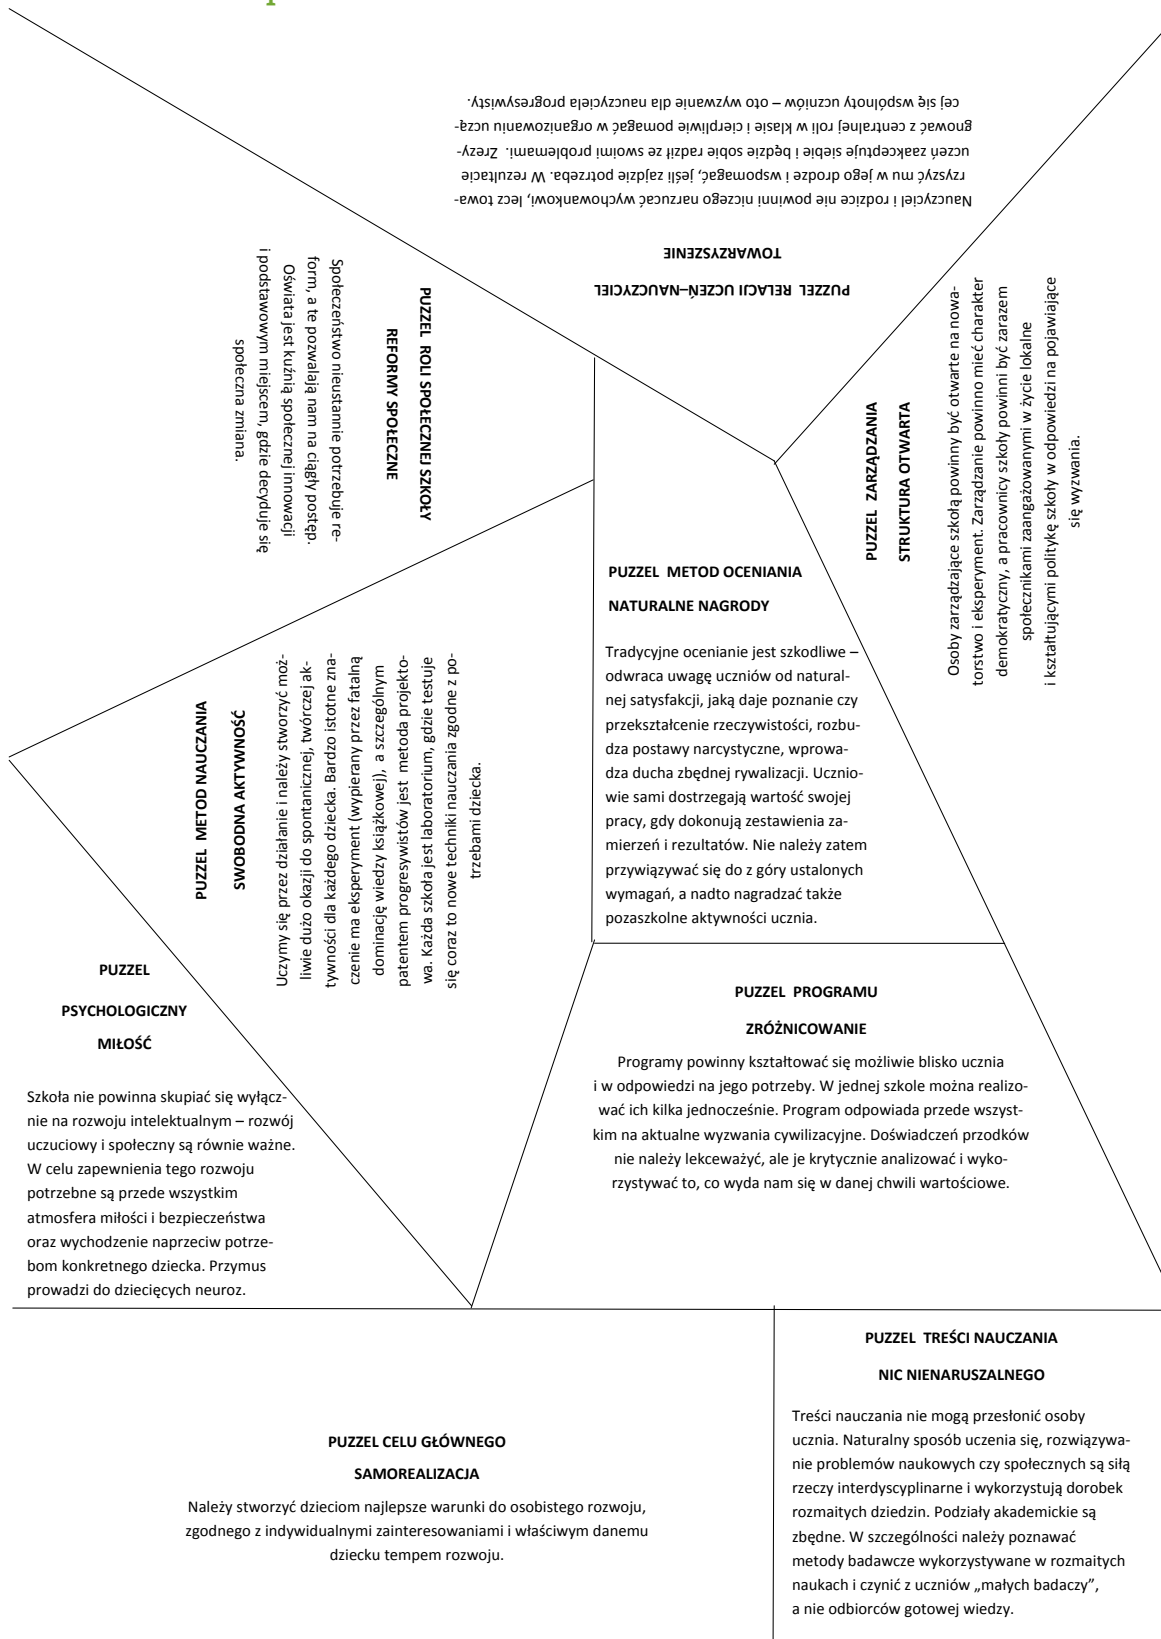 PUZZEL RELACJI UCZEŃ–NAUCZYCIEL
TOWARZYSZENIE
Nauczyciel i rodzice nie powinni niczego narzucać wychowankowi, lecz towa-
rzyszyć mu w jego drodze i wspomagać, jeśli zajdzie potrzeba. W rezultacie
uczeń zaakceptuje siebie i będzie sobie radził ze swoimi problemami. Zrezy-
gnować z centralnej roli w klasie i cierpliwie pomagać w organizowaniu uczą-
cej się wspólnoty uczniów – oto wyzwanie dla nauczyciela progresywisty.
PUZZEL ROLI SPOŁECZNEJ SZKOŁY
REFORMY SPOŁECZNE
Społeczeństwo nieustannie potrzebuje re-
form, a te pozwalają nam na ciągły postęp.
Oświata jest kuźnią społecznej innowacji
i podstawowym miejscem, gdzie decyduje się
społeczna zmiana.
PUZZEL ZARZĄDZANIA
STRUKTURA OTWARTA
Osoby zarządzające szkołą powinny być otwarte na nowa-
torstwo i eksperyment. Zarządzanie powinno mieć charakter
demokratyczny, a pracownicy szkoły powinni być zarazem
społecznikami zaangażowanymi w życie lokalne
i kształtującymi politykę szkoły w odpowiedzi na pojawiające
się wyzwania.
PUZZEL METOD OCENIANIA
NATURALNE NAGRODY
Tradycyjne ocenianie jest szkodliwe –
odwraca uwagę uczniów od natural-
nej satysfakcji, jaką daje poznanie czy
przekształcenie rzeczywistości, rozbu-
dza postawy narcystyczne, wprowa-
dza ducha zbędnej rywalizacji. Ucznio-
wie sami dostrzegają wartość swojej
pracy, gdy dokonują zestawienia za-
mierzeń i rezultatów. Nie należy zatem
przywiązywać się do z góry ustalonych
wymagań, a nadto nagradzać także
pozaszkolne aktywności ucznia.
PUZZEL METOD NAUCZANIA
SWOBODNA AKTYWNOŚĆ
Uczymy się przez działanie i należy stworzyć moż-
liwie dużo okazji do spontanicznej, twórczej ak-
tywności dla każdego dziecka. Bardzo istotne zna-
czenie ma eksperyment (wypierany przez fatalną
dominację wiedzy książkowej), a szczególnym
patentem progresywistów jest metoda projekto-
wa. Każda szkoła jest laboratorium, gdzie testuje
się coraz to nowe techniki nauczania zgodne z po-
trzebami dziecka.
PUZZEL
PSYCHOLOGICZNY
MIŁOŚĆ
Szkoła nie powinna skupiać się wyłącz-
nie na rozwoju intelektualnym – rozwój
uczuciowy i społeczny są równie ważne.
W celu zapewnienia tego rozwoju
potrzebne są przede wszystkim
atmosfera miłości i bezpieczeństwa
oraz wychodzenie naprzeciw potrze-
bom konkretnego dziecka. Przymus
prowadzi do dziecięcych neuroz.
PUZZEL PROGRAMU
ZRÓŻNICOWANIE
Programy powinny kształtować się możliwie blisko ucznia
i w odpowiedzi na jego potrzeby. W jednej szkole można realizo-
wać ich kilka jednocześnie. Program odpowiada przede wszyst-
kim na aktualne wyzwania cywilizacyjne. Doświadczeń przodków
nie należy lekceważyć, ale je krytycznie analizować i wyko-
rzystywać to, co wyda nam się w danej chwili wartościowe.
PUZZEL CELU GŁÓWNEGO
SAMOREALIZACJA
Należy stworzyć dzieciom najlepsze warunki do osobistego rozwoju,
zgodnego z indywidualnymi zainteresowaniami i właściwym danemu
dziecku tempem rozwoju.
PUZZEL TREŚCI NAUCZANIA
NIC NIENARUSZALNEGO
Treści nauczania nie mogą przesłonić osoby
ucznia. Naturalny sposób uczenia się, rozwiązywa-
nie problemów naukowych czy społecznych są siłą
rzeczy interdyscyplinarne i wykorzystują dorobek
rozmaitych dziedzin. Podziały akademickie są
zbędne. W szczególności należy poznawać
metody badawcze wykorzystywane w rozmaitych
naukach i czynić z uczniów „małych badaczy”,
a nie odbiorców gotowej wiedzy.